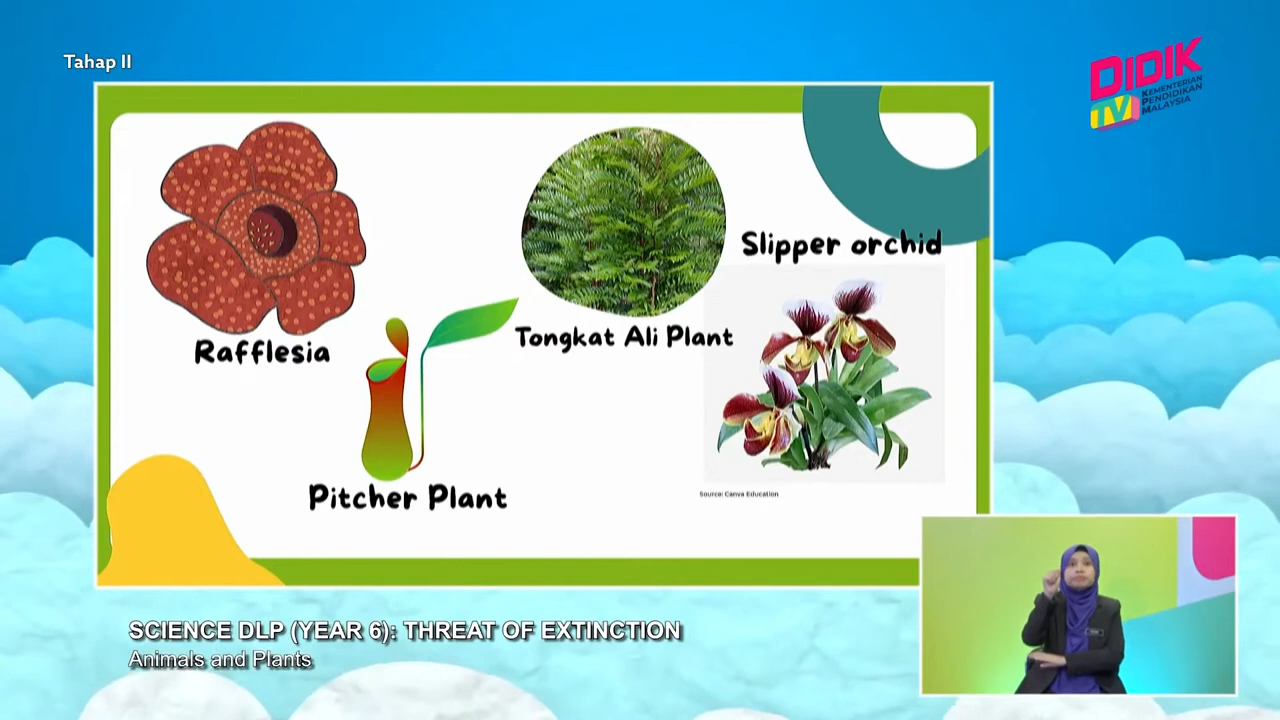 Tahap II
DIDIK
TV
KEMENTERIAN
PENDIDIKAN
MALAYSIA
Slipper orchid
Tongkat Ali Plant
Rafflesia
Pitcher Plant
Source: Canva Education
SCIENCE DLP (YEAR 6): THREAT OF EXTINCTION
Animals and Plants